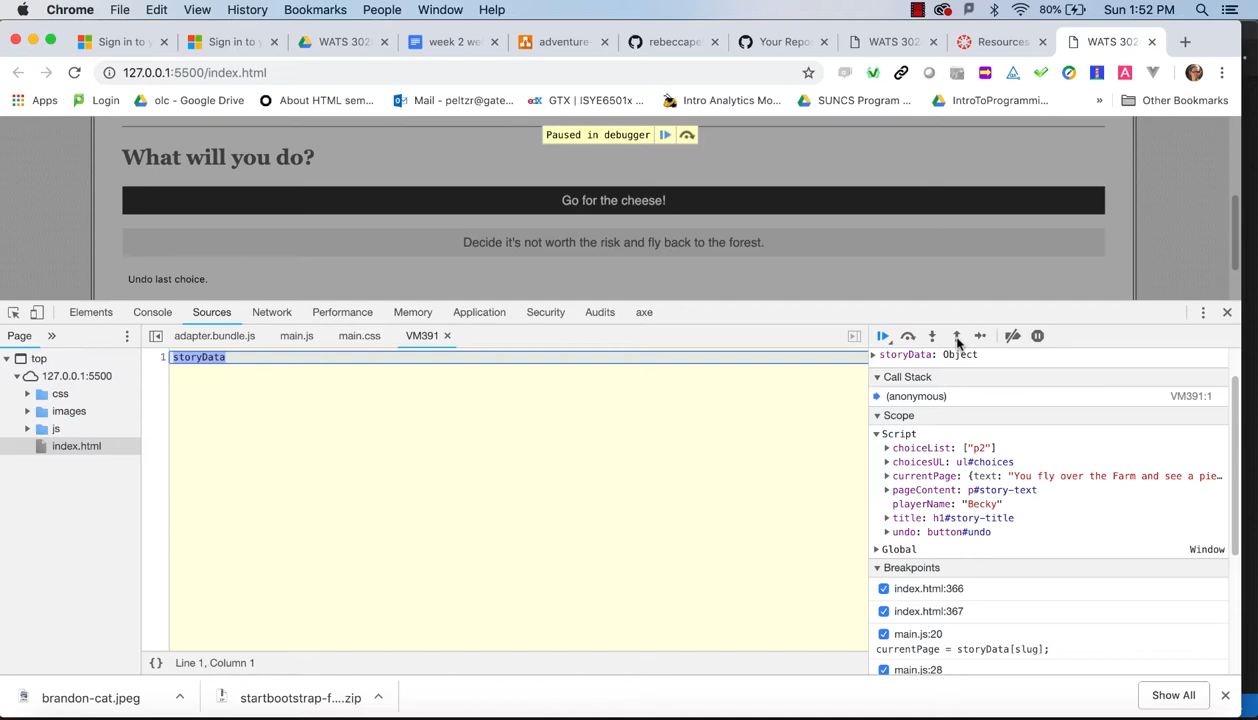 Chrome File Edit View History Bookmarks People Window Help 80% Sun 1:52 PM
Sign in to y Sign in to y WATS 302 week 2 we adventure- rebeccape Your Repo WATS 302 Resources WATS 302
127.0.0.1:5500/index.html
Apps Login olc - Google Drive About HTML sem... Mail - peltzr@gate... GTX | ISYE6501x ... Intro Analytics Mo... SUNCS Program ... IntroToProgrammi... » Other Bookmarks
Paused in debugger
What will you do?
Go for the cheese!
Decide it's not worth the risk and fly back to the forest.
Undo last choice.
Elements Console Sources Network Performance Memory Application Security Audits axe
Page » adapter.bundle.js main.js main.css VM391
top
127.0.0.1:5500
css
images
js
index.html
1 storyData
storyData: Object
Call Stack
(anonymous) VM391:1
Scope
Script
choiceList: ["p2"]
choicesUL: ul#choices
currentPage: {text: "You fly over the Farm and see a pie…
pageContent: p#story-text
playerName: "Becky"
title: h1#story-title
undo: button#undo
Global Window
Breakpoints
index.html:366
index.html:367
main.js:20
currentPage = storyData[slug];
main.js:28
{} Line 1, Column 1
brandon-cat.jpeg startbootstrap-f....zip Show All